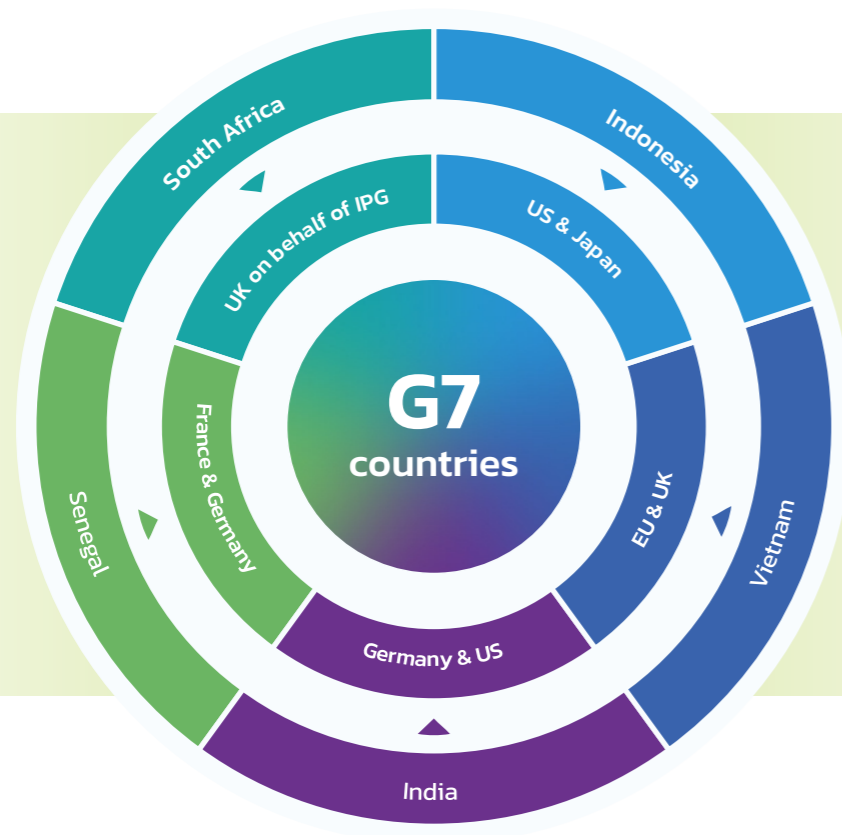 South Africa
Indonesia
UK on behalf of IPG
US & Japan
G7
countries
France & Germany
EU & UK
Senegal
Vietnam
Germany & US
India